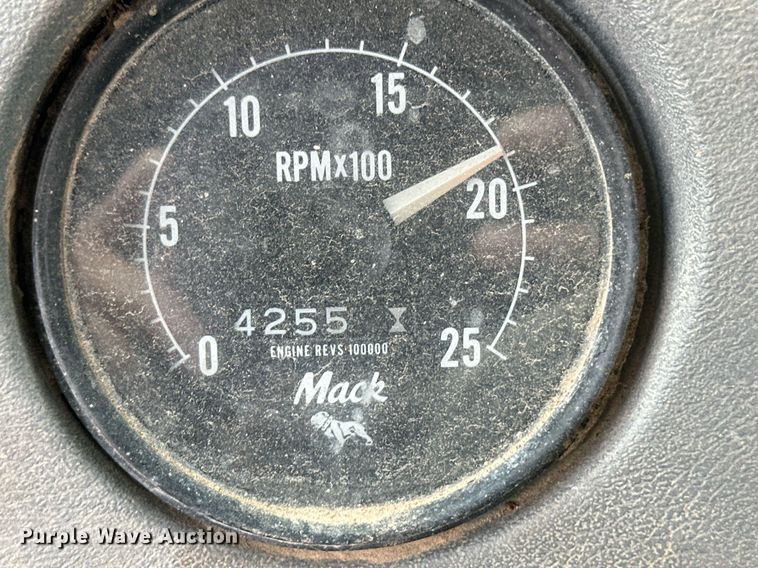 15
10
RPMx100
5
20
4255
0
ENGINE REVS 100000
25
Mack
Purple Wave Auction